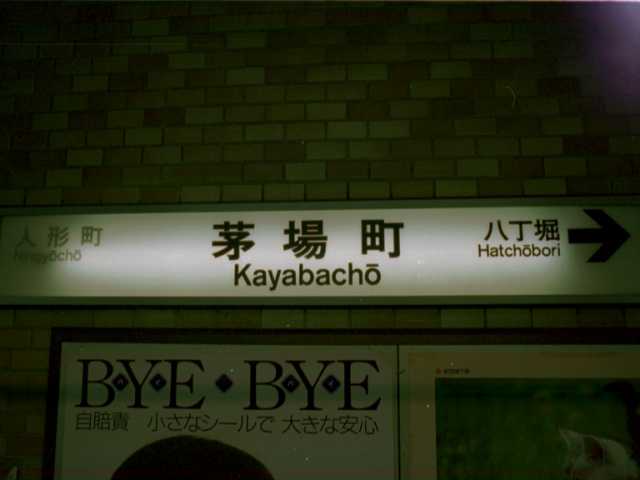 人形町
Ningyōchō
茅場町
Kayabachō
八丁堀
Hatchōbori
BYE◆BYE
自賠責 小さなシールで 大きな安心